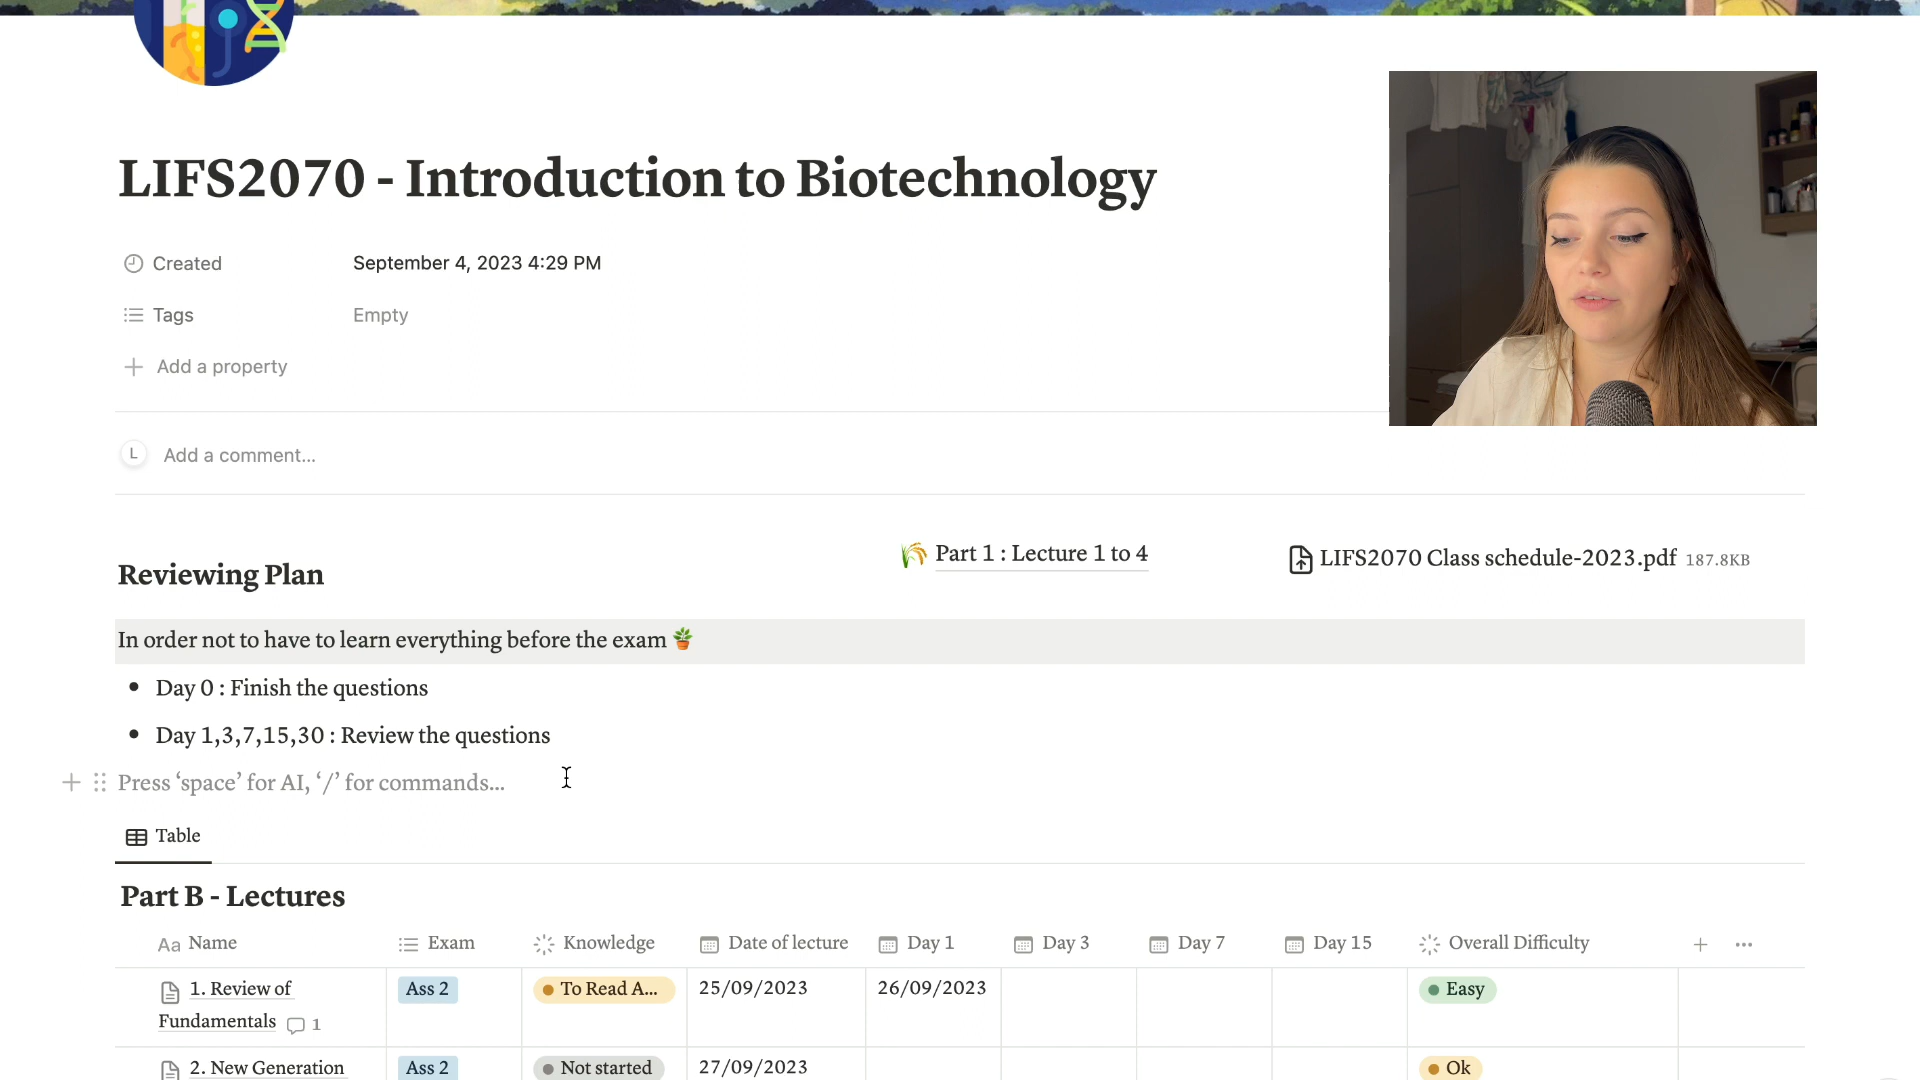 LIFS2070 - Introduction to Biotechnology
Created September 4, 2023 4:29 PM
Tags Empty
Add a property
L Add a comment...
Part 1 : Lecture 1 to 4
LIFS2070 Class schedule-2023.pdf 187.8KB
Reviewing Plan
In order not to have to learn everything before the exam
Day 0 : Finish the questions
Day 1,3,7,15,30 : Review the questions
Press ‘space’ for AI, ‘/’ for commands...
Table
Part B - Lectures
Aa Name Exam Knowledge Date of lecture Day 1 Day 3 Day 7 Day 15 Overall Difficulty
1. Review of Ass 2 To Read A... 25/09/2023 26/09/2023 Easy
Fundamentals 1
2. New Generation Ass 2 Not started 27/09/2023 Ok